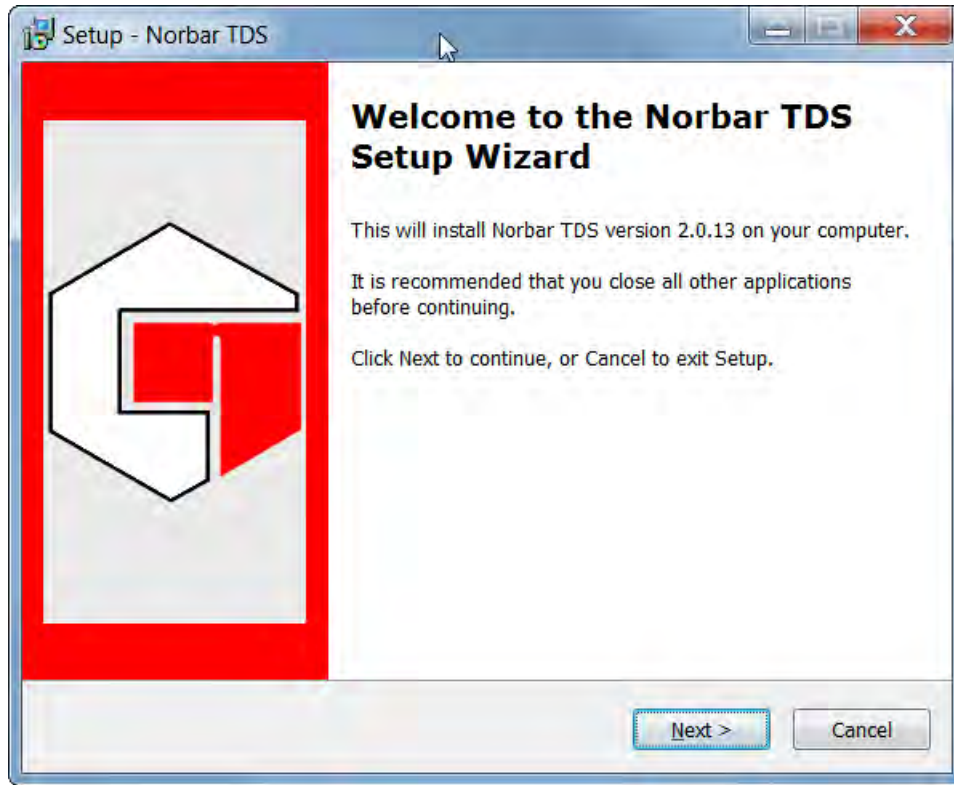 Setup - Norbar TDS
Welcome to the Norbar TDS
Setup Wizard
This will install Norbar TDS version 2.0.13 on your computer.
It is recommended that you close all other applications
before continuing.
Click Next to continue, or Cancel to exit Setup.
Next >
Cancel